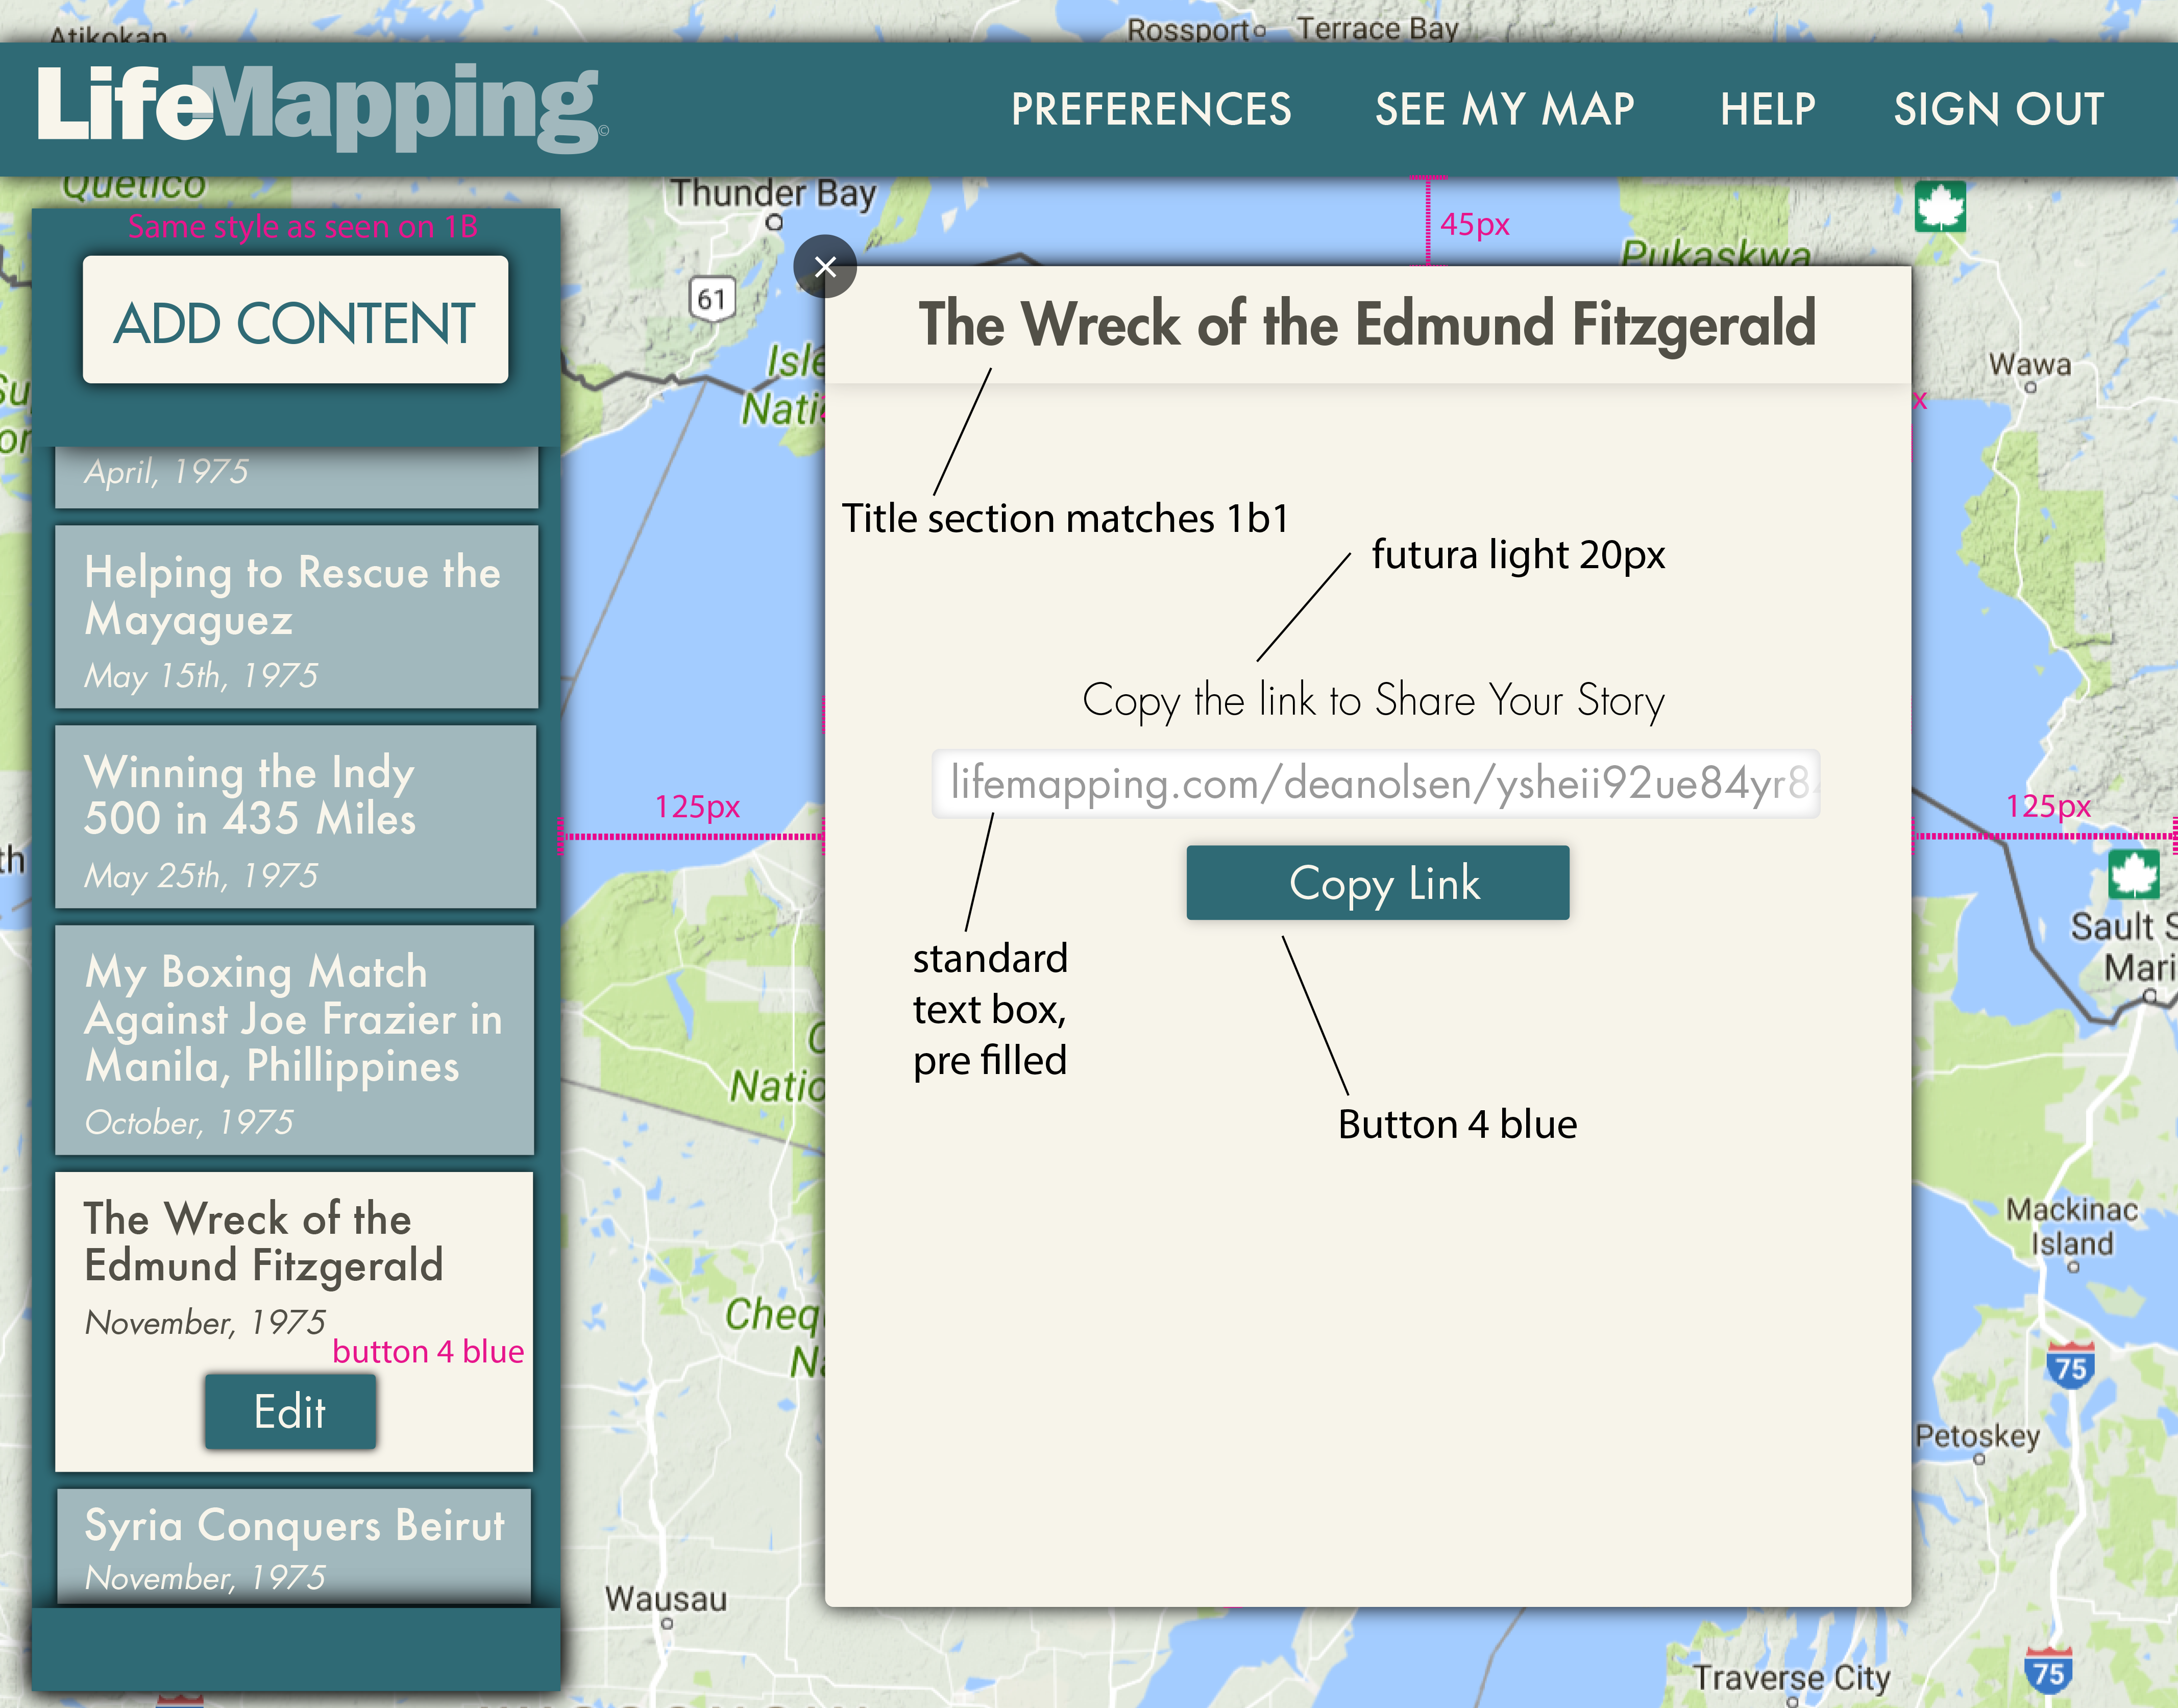 Atikokan
Rossport
Terrace Bay
LifeMapping©
PREFERENCES
SEE MY MAP
HELP
SIGN OUT
Quetico
Thunder Bay
Same style as seen on 1B
45px
Pukaskwa
ADD CONTENT
61
The Wreck of the Edmund Fitzgerald
Isle
Nati
Wawa
x
April, 1975
Title section matches 1b1
futura light 20px
Helping to Rescue the
Mayaguez
May 15th, 1975
Copy the link to Share Your Story
lifemapping.com/deanolsen/ysheii92ue84yr8
Winning the Indy
500 in 435 Miles
May 25th, 1975
125px
125px
Copy Link
Sault S
Mari
standard
text box,
pre filled
My Boxing Match
Against Joe Frazier in
Manila, Phillippines
October, 1975
Natio
Button 4 blue
The Wreck of the
Edmund Fitzgerald
November, 1975
button 4 blue
Edit
Mackinac
Island
Cheq
Na
75
Petoskey
Syria Conquers Beirut
November, 1975
Wausau
Traverse City
75